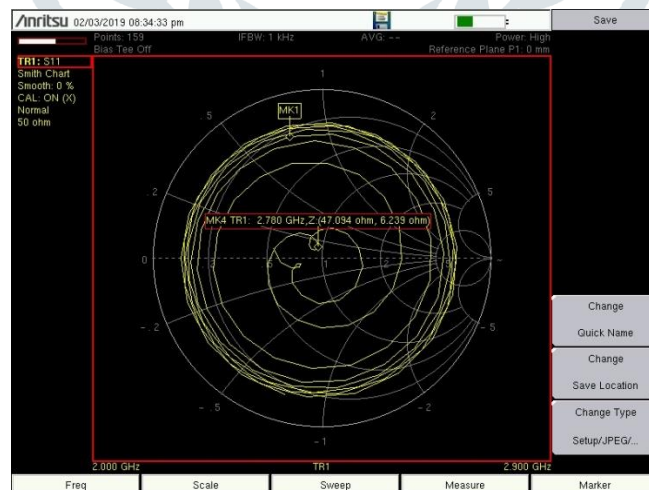 Anritsu 02/03/2019 08:34:33 pm
Save
Points: 159 IFBW: 1 kHz AVG: -- Power: High
Bias Tee Off Reference Plane P1: 0 mm
TR1: S11
Smith Chart
Smooth: 0 %
CAL: ON (X)
Normal
50 ohm
1
.5
MK1
2
.2
5
MK4 TR1: 2.780 GHz,Z:(47.094 ohm, 6.239 ohm)
0
.5
1
2
-.2
-5
-.5
-2
-1
Change
Quick Name
Change
Save Location
Change Type
Setup/JPEG/...
2.000 GHz TR1 2.900 GHz
Freq Scale Sweep Measure Marker